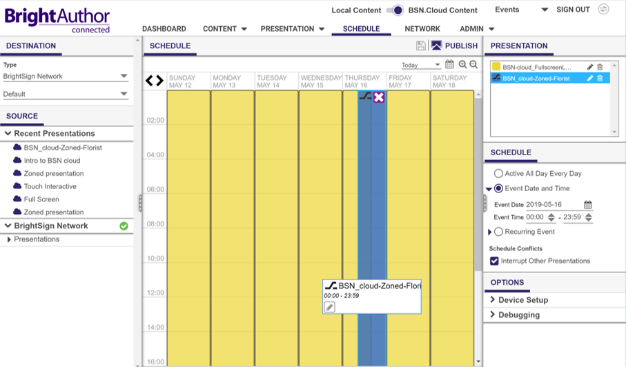 BrightAuthor
connected
Local Content BSN.Cloud Content Events SIGN OUT
DASHBOARD CONTENT PRESENTATION SCHEDULE NETWORK ADMIN
DESTINATION
Type
BrightSign Network
Default
SOURCE
Recent Presentations
BSN_cloud-Zoned-Florist
Intro to BSN cloud
Zoned presentation
Touch Interactive
Full Screen
Zoned presentation
BrightSign Network
Presentations
SCHEDULE
PUBLISH
Today
SUNDAY MONDAY TUESDAY WEDNESDAY THURSDAY FRIDAY SATURDAY
MAY 12 MAY 13 MAY 14 MAY 15 MAY 16 MAY 17 MAY 18
02:00
04:00
06:00
08:00
10:00
12:00
14:00
16:00
BSN_cloud-Zoned-Flori
00:00 - 23:59
PRESENTATION
BSN-cloud_Fullscreen,...
BSN_cloud-Zoned-Florist
SCHEDULE
Active All Day Every Day
Event Date and Time
Event Date 2019-05-16
Event Time 00:00 - 23:59
Recurring Event
Schedule Conflicts
Interrupt Other Presentations
OPTIONS
Device Setup
Debugging